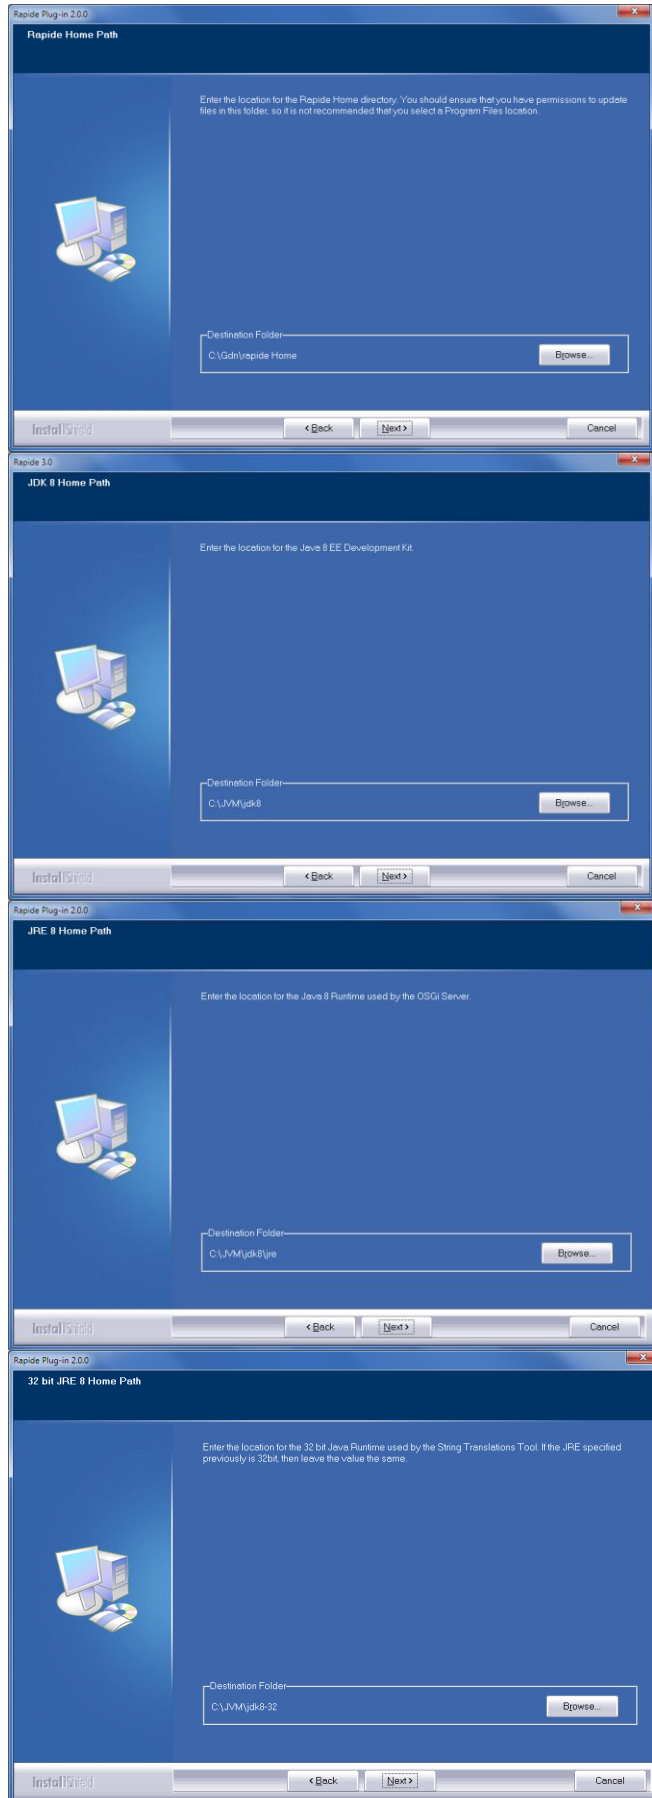 Rapide Plug-in 2.0.0
Rapide Home Path
Enter the location for the Rapide Home directory. You should ensure that you have permissions to update
files in this folder, so it is not recommended that you select a Program Files location.
Destination Folder
C:\Gdn\rapide Home
Browse...
InstallShield
< Back
Next >
Cancel
Rapide 3.0
JDK 8 Home Path
Enter the location for the Java 8 EE Development Kit.
Destination Folder
C:\JVM\jdk8
Browse...
InstallShield
< Back
Next >
Cancel
Rapide Plug-in 2.0.0
JRE 8 Home Path
Enter the location for the Java 8 Runtime used by the OSGi Server.
Destination Folder
C:\JVM\jdk8\jre
Browse...
InstallShield
< Back
Next >
Cancel
Rapide Plug-in 2.0.0
32 bit JRE 8 Home Path
Enter the location for the 32 bit Java Runtime used by the String Translations Tool. If the JRE specified
previously is 32bit, then leave the value the same.
Destination Folder
C:\JVM\jdk8-32
Browse...
InstallShield
< Back
Next >
Cancel